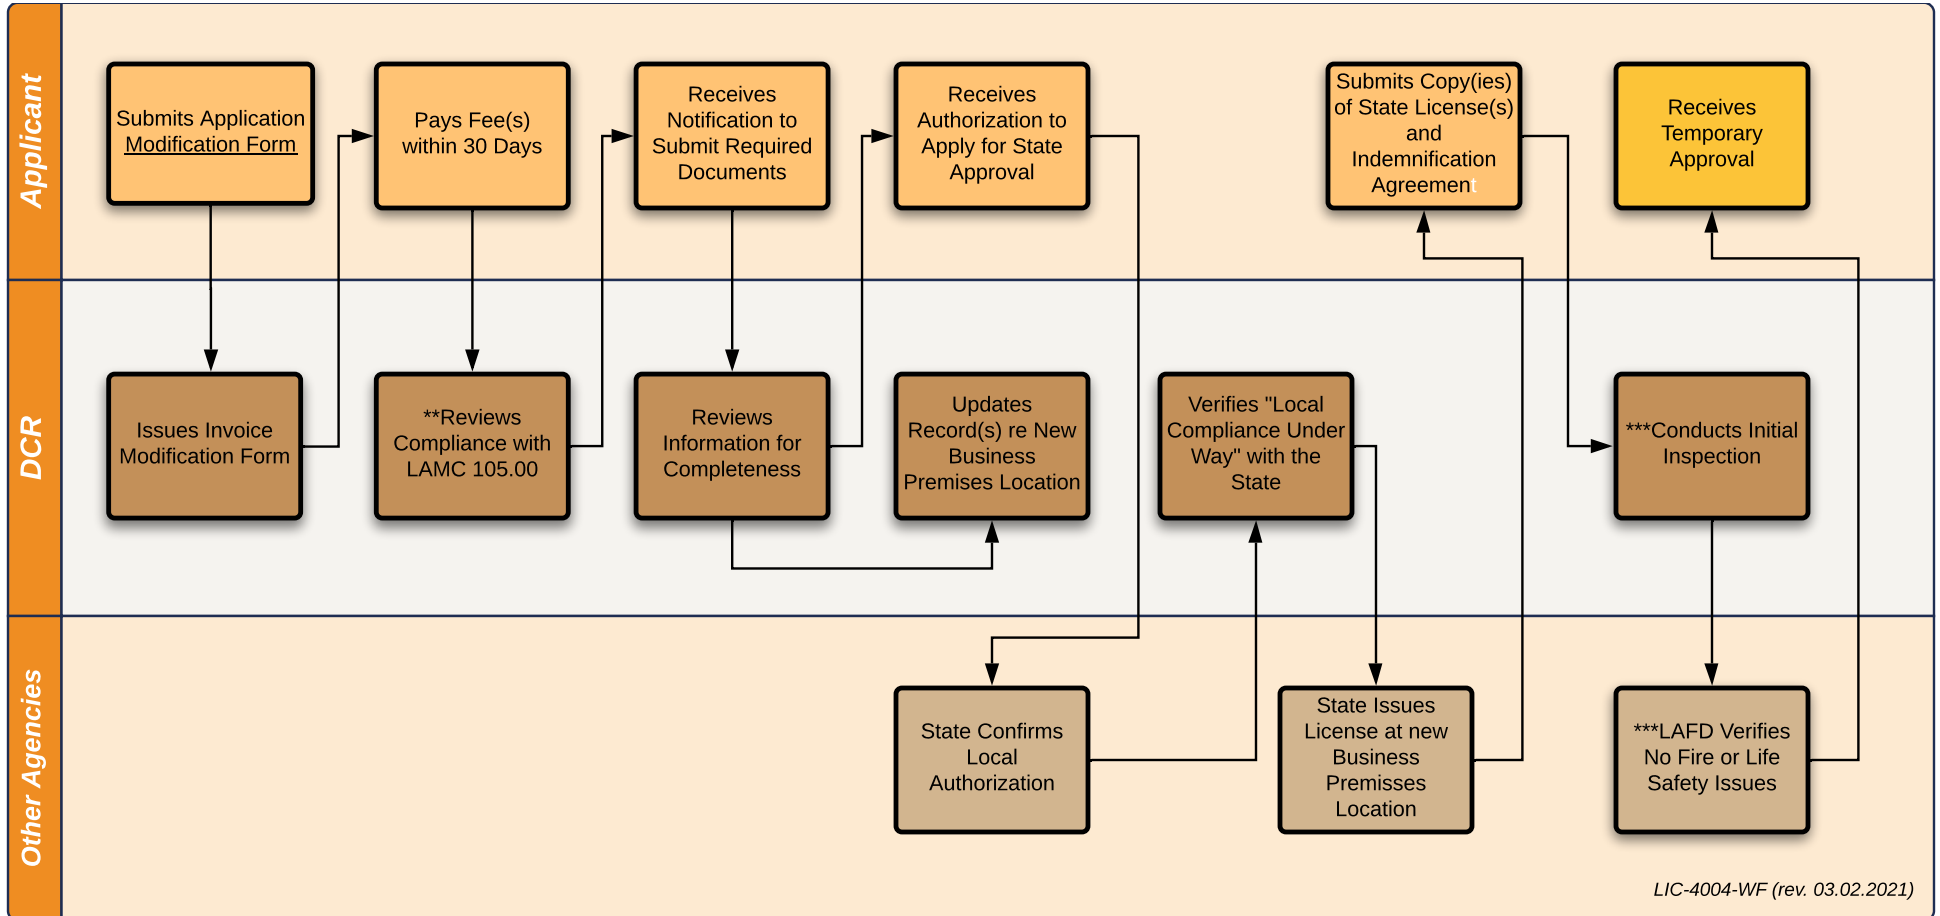 Applicant
Submits Application
Modification Form
Pays Fee(s)
within 30 Days
Receives
Notification to
Submit Required
Documents
Receives
Authorization to
Apply for State
Approval
Submits Copy(ies)
of State License(s)
and
Indemnification
Agreement
Receives
Temporary
Approval
DCR
Issues Invoice
Modification Form
**Reviews
Compliance with
LAMC 105.00
Reviews
Information for
Completeness
Updates
Record(s) re New
Business
Premises Location
Verifies "Local
Compliance Under
Way" with the
State
***Conducts Initial
Inspection
Other Agencies
State Confirms
Local
Authorization
State Issues
License at new
Business
Premisses
Location
***LAFD Verifies
No Fire or Life
Safety Issues
LIC-4004-WF (rev. 03.02.2021)